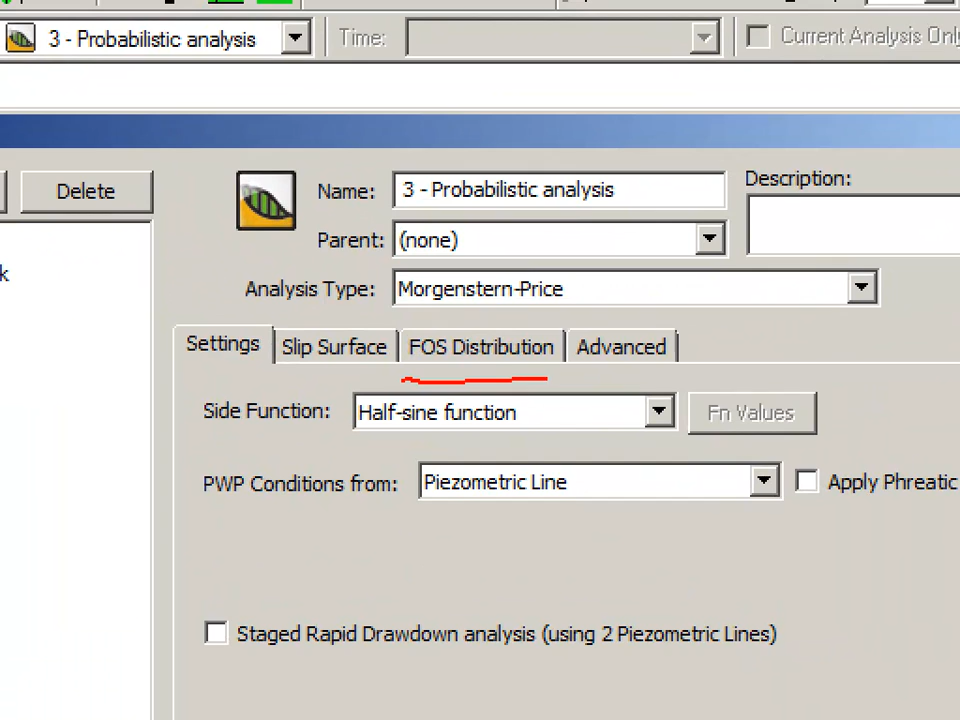 3 - Probabilistic analysis Time: Current Analysis Only
Delete Name: 3 - Probabilistic analysis Description:
Parent: (none)
k
Analysis Type: Morgenstern-Price
Settings Slip Surface FOS Distribution Advanced
Side Function: Half-sine function Fn Values
PWP Conditions from: Piezometric Line Apply Phreatic
Staged Rapid Drawdown analysis (using 2 Piezometric Lines)